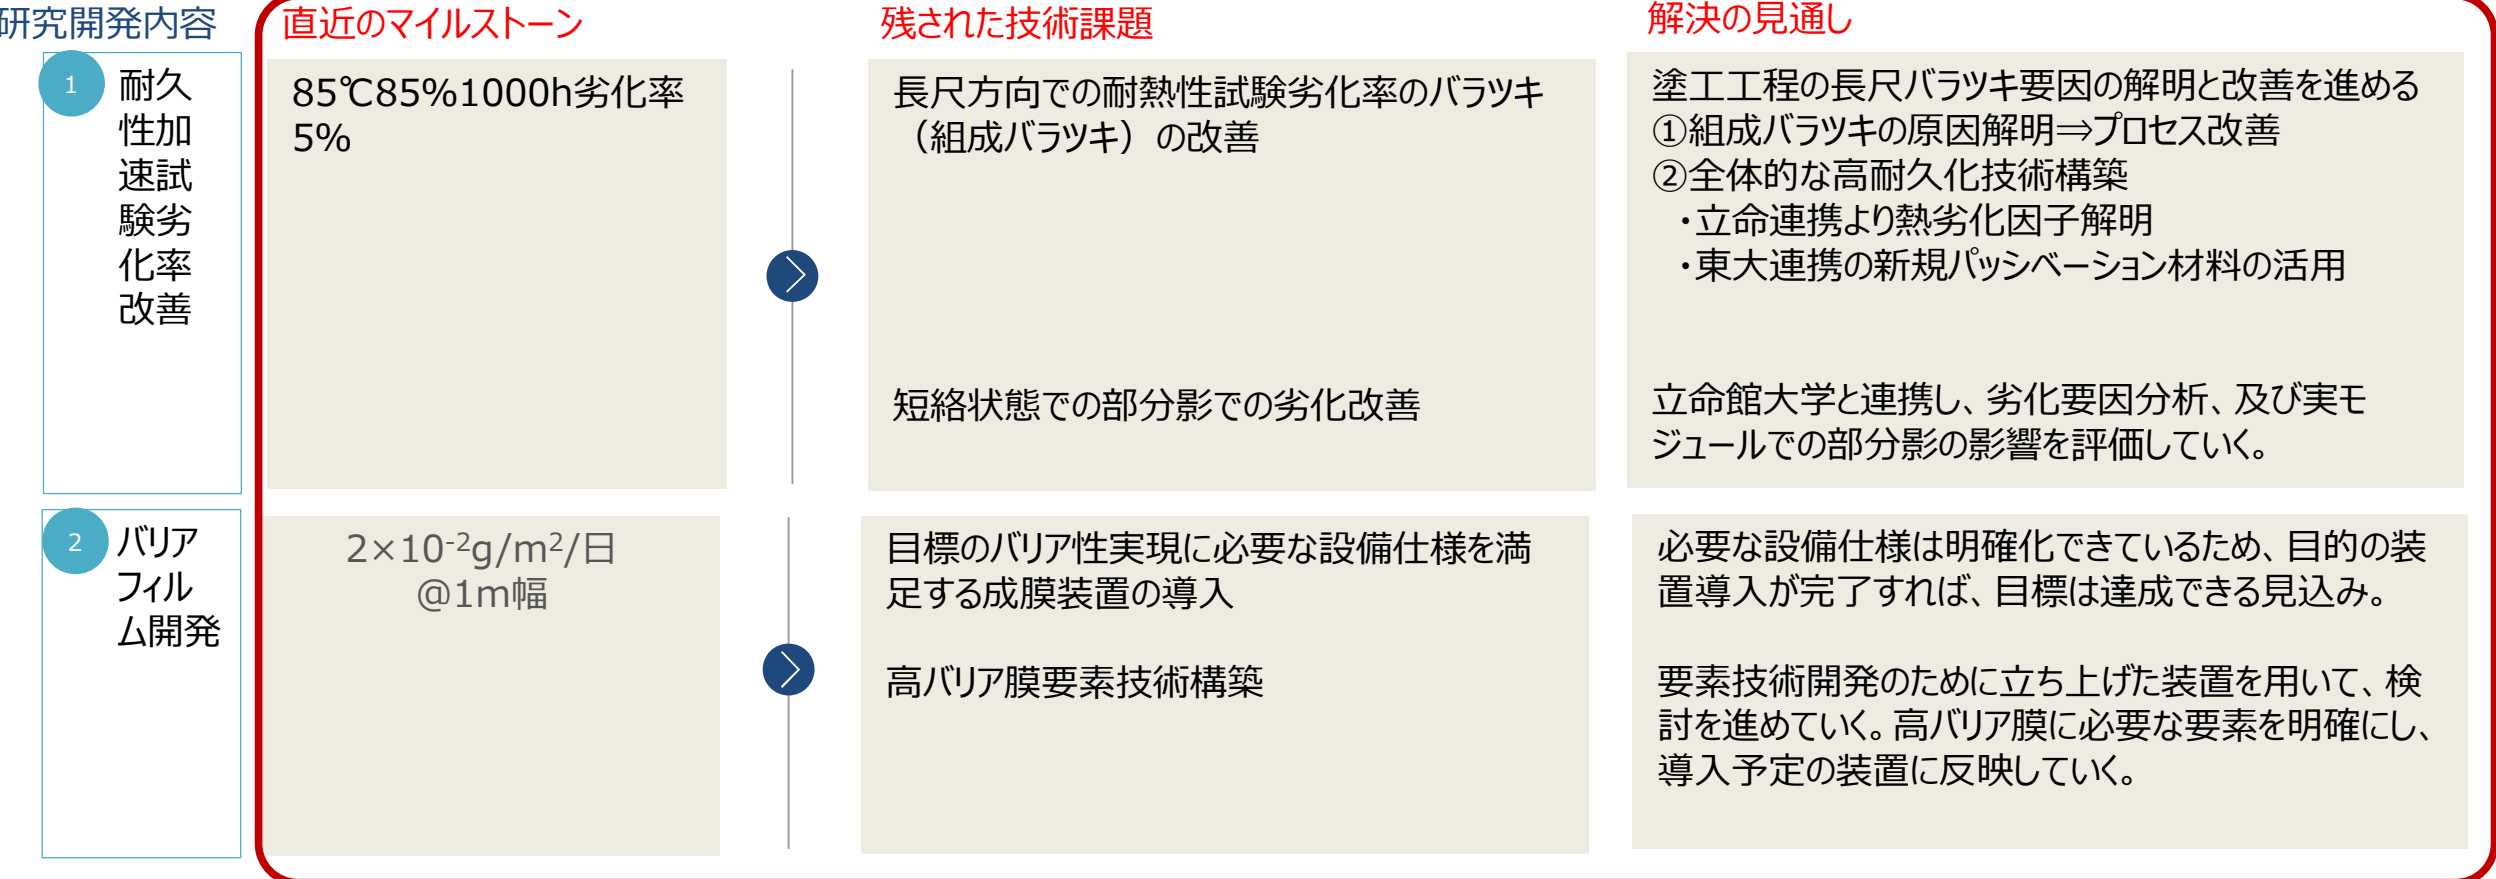 研究開発内容
直近のマイルストーン
残された技術課題
解決の見通し
1
耐久
性加
速試
験劣
化率
改善
85℃85%1000h劣化率
5%
長尺方向での耐熱性試験劣化率のバラツキ
（組成バラツキ）の改善
短絡状態での部分影での劣化改善
塗工工程の長尺バラツキ要因の解明と改善を進める
①組成バラツキの原因解明⇒プロセス改善
②全体的な高耐久化技術構築
・立命連携より熱劣化因子解明
・東大連携の新規パッシベーション材料の活用
立命館大学と連携し、劣化要因分析、及び実モ
ジュールでの部分影の影響を評価していく。
2
バリア
フィル
ム開発
2×10⁻²g/m²/日
@1m幅
目標のバリア性実現に必要な設備仕様を満
足する成膜装置の導入
高バリア膜要素技術構築
必要な設備仕様は明確化できているため、目的の装
置導入が完了すれば、目標は達成できる見込み。
要素技術開発のために立ち上げた装置を用いて、検
討を進めていく。高バリア膜に必要な要素を明確にし、
導入予定の装置に反映していく。